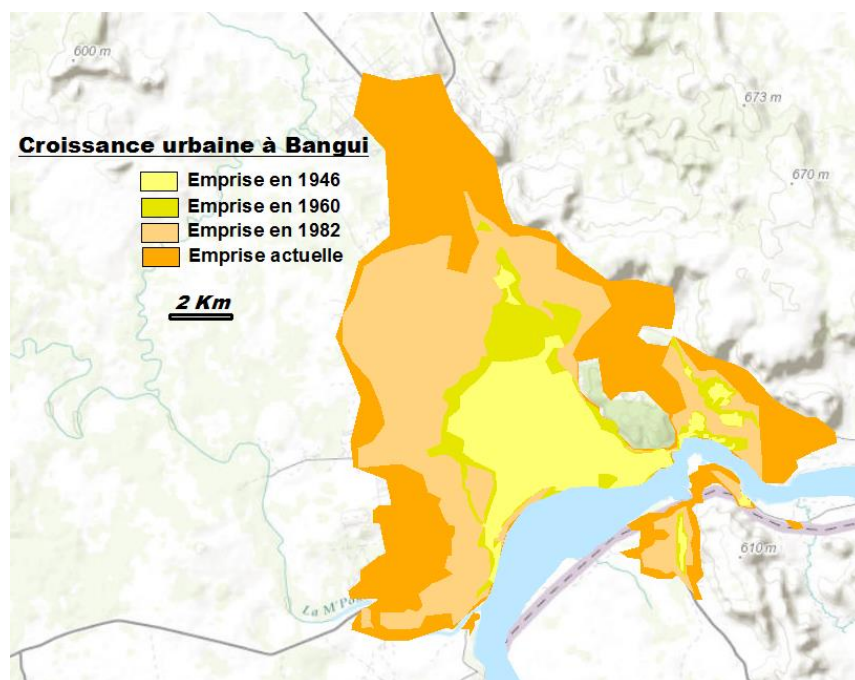 600 m
673 m
Croissance urbaine à Bangui
Emprise en 1946
670 m
Emprise en 1960
Emprise en 1982
Emprise actuelle
2 Km
610 m
La